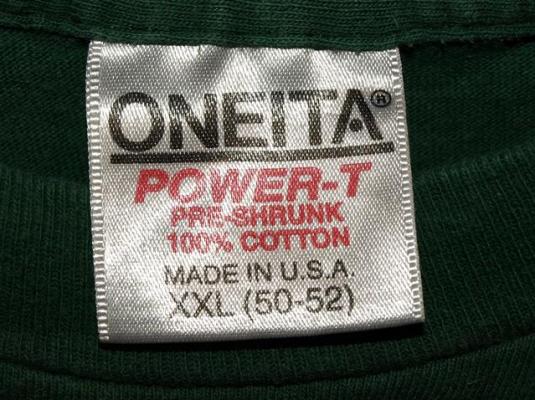 ONEITA®
POWER-T
PRE-SHRUNK
100% COTTON
MADE IN U.S.A.
XXL (50-52)